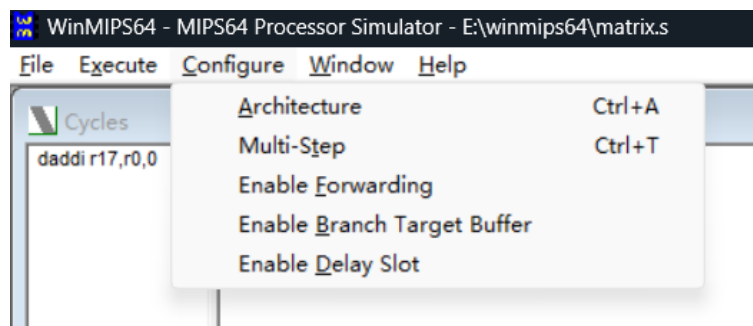 WinMIPS64 - MIPS64 Processor Simulator - E:\winmips64\matrix.s
File Execute Configure Window Help
Cycles
daddi r17,r0,0
Architecture Ctrl+A
Multi-Step Ctrl+T
Enable Forwarding
Enable Branch Target Buffer
Enable Delay Slot